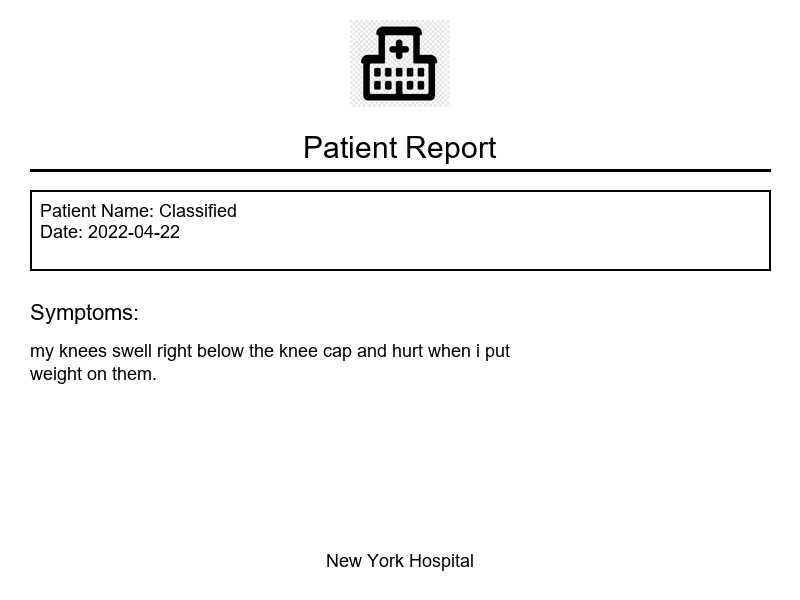 Patient Report
Patient Name: Classified
Date: 2022-04-22
Symptoms:
my knees swell right below the knee cap and hurt when i put
weight on them.
New York Hospital